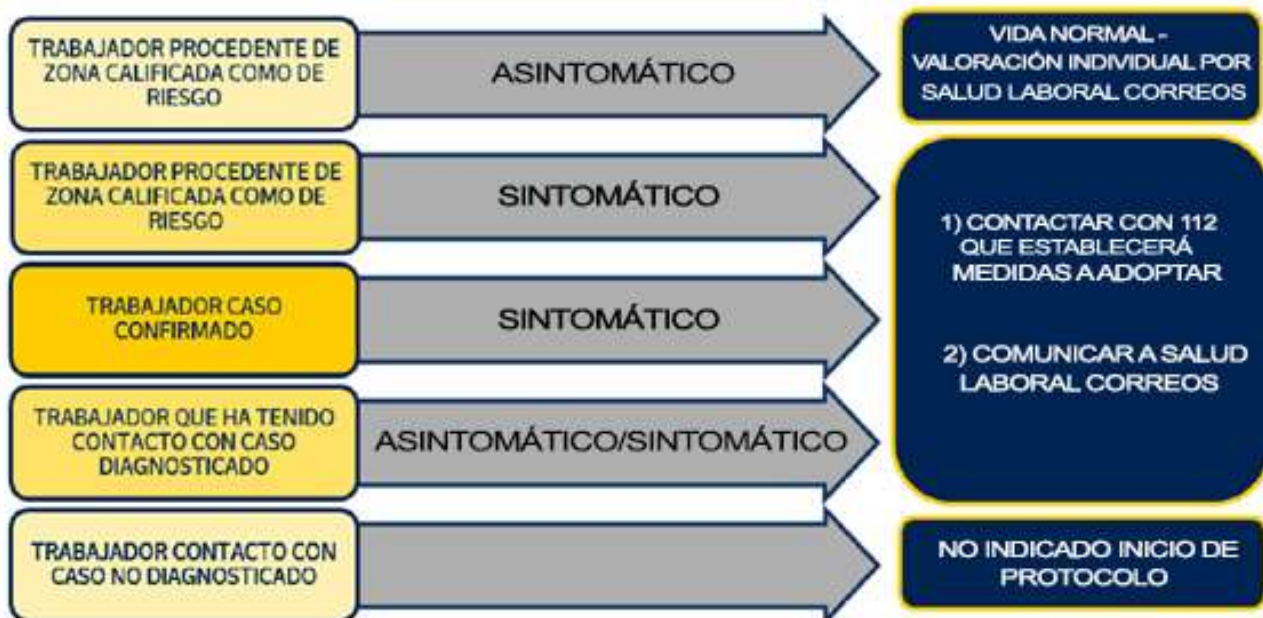 TRABAJADOR PROCEDENTE DE
ZONA CALIFICADA COMO DE
RIESGO
ASINTOMÁTICO
VIDA NORMAL -
VALORACIÓN INDIVIDUAL POR
SALUD LABORAL CORREOS
TRABAJADOR PROCEDENTE DE
ZONA CALIFICADA COMO DE
RIESGO
SINTOMÁTICO
TRABAJADOR CASO
CONFIRMADO
SINTOMÁTICO
TRABAJADOR QUE HA TENIDO
CONTACTO CON CASO
DIAGNOSTICADO
ASINTOMÁTICO/SINTOMÁTICO
1) CONTACTAR CON 112
QUE ESTABLECERÁ
MEDIDAS A ADOPTAR
2) COMUNICAR A SALUD
LABORAL CORREOS
TRABAJADOR CONTACTO CON
CASO NO DIAGNOSTICADO
NO INDICADO INICIO DE
PROTOCOLO